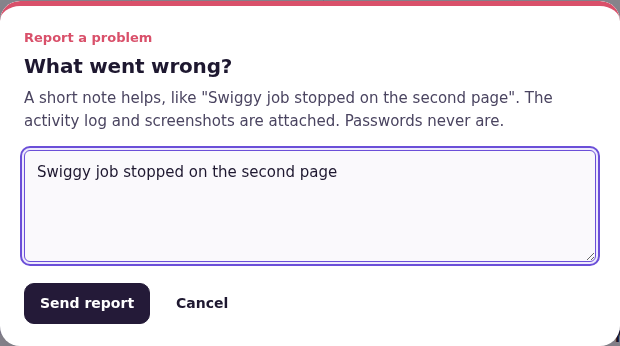 Report a problem
What went wrong?
A short note helps, like "Swiggy job stopped on the second page". The
activity log and screenshots are attached. Passwords never are.
Swiggy job stopped on the second page
Send report
Cancel